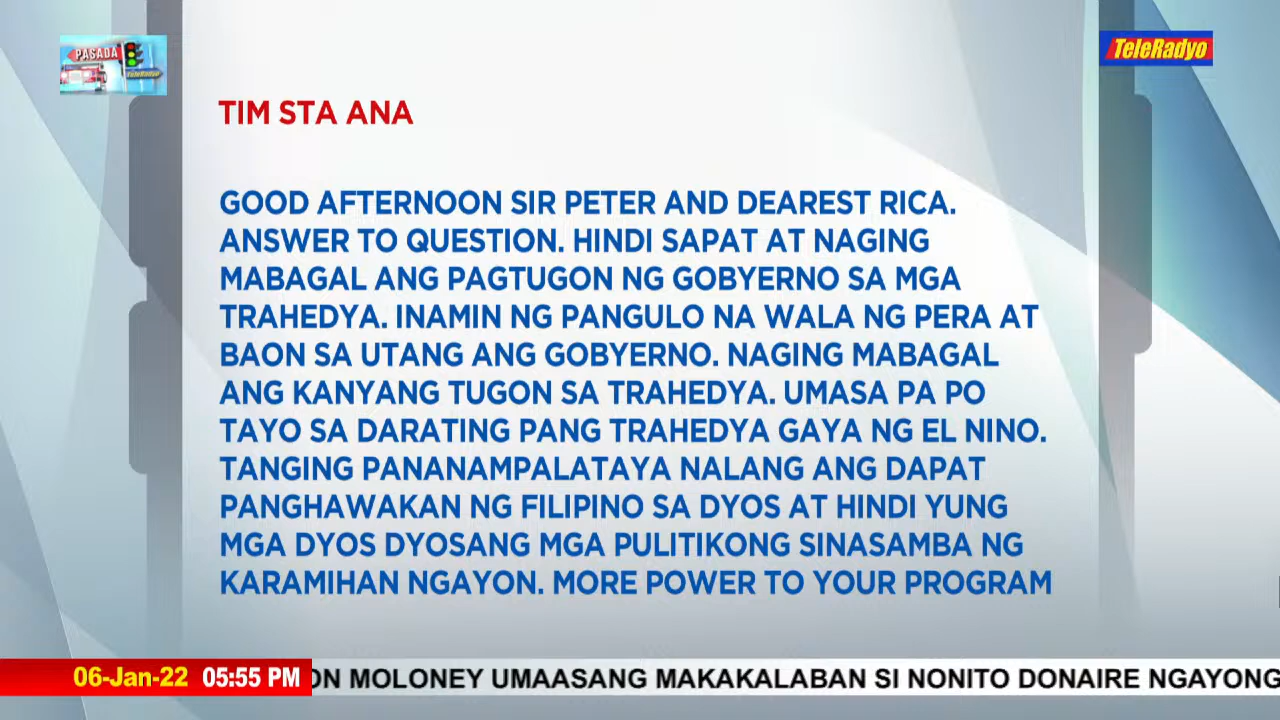 PASADA
TeleRadyo
TeleRadyo
TIM STA ANA
GOOD AFTERNOON SIR PETER AND DEAREST RICA.
ANSWER TO QUESTION. HINDI SAPAT AT NAGING
MABAGAL ANG PAGTUGON NG GOBYERNO SA MGA
TRAHEDYA. INAMIN NG PANGULO NA WALA NG PERA AT
BAON SA UTANG ANG GOBYERNO. NAGING MABAGAL
ANG KANYANG TUGON SA TRAHEDYA. UMASA PA PO
TAYO SA DARATING PANG TRAHEDYA GAYA NG EL NINO.
TANGING PANANAMPALATAYA NALANG ANG DAPAT
PANGHAWAKAN NG FILIPINO SA DYOS AT HINDI YUNG
MGA DYOS DYOSANG MGA PULITIKONG SINASAMBA NG
KARAMIHAN NGAYON. MORE POWER TO YOUR PROGRAM
06-Jan-22 05:55 PM ON MOLONEY UMAASANG MAKAKALABAN SI NONITO DONAIRE NGAYONG